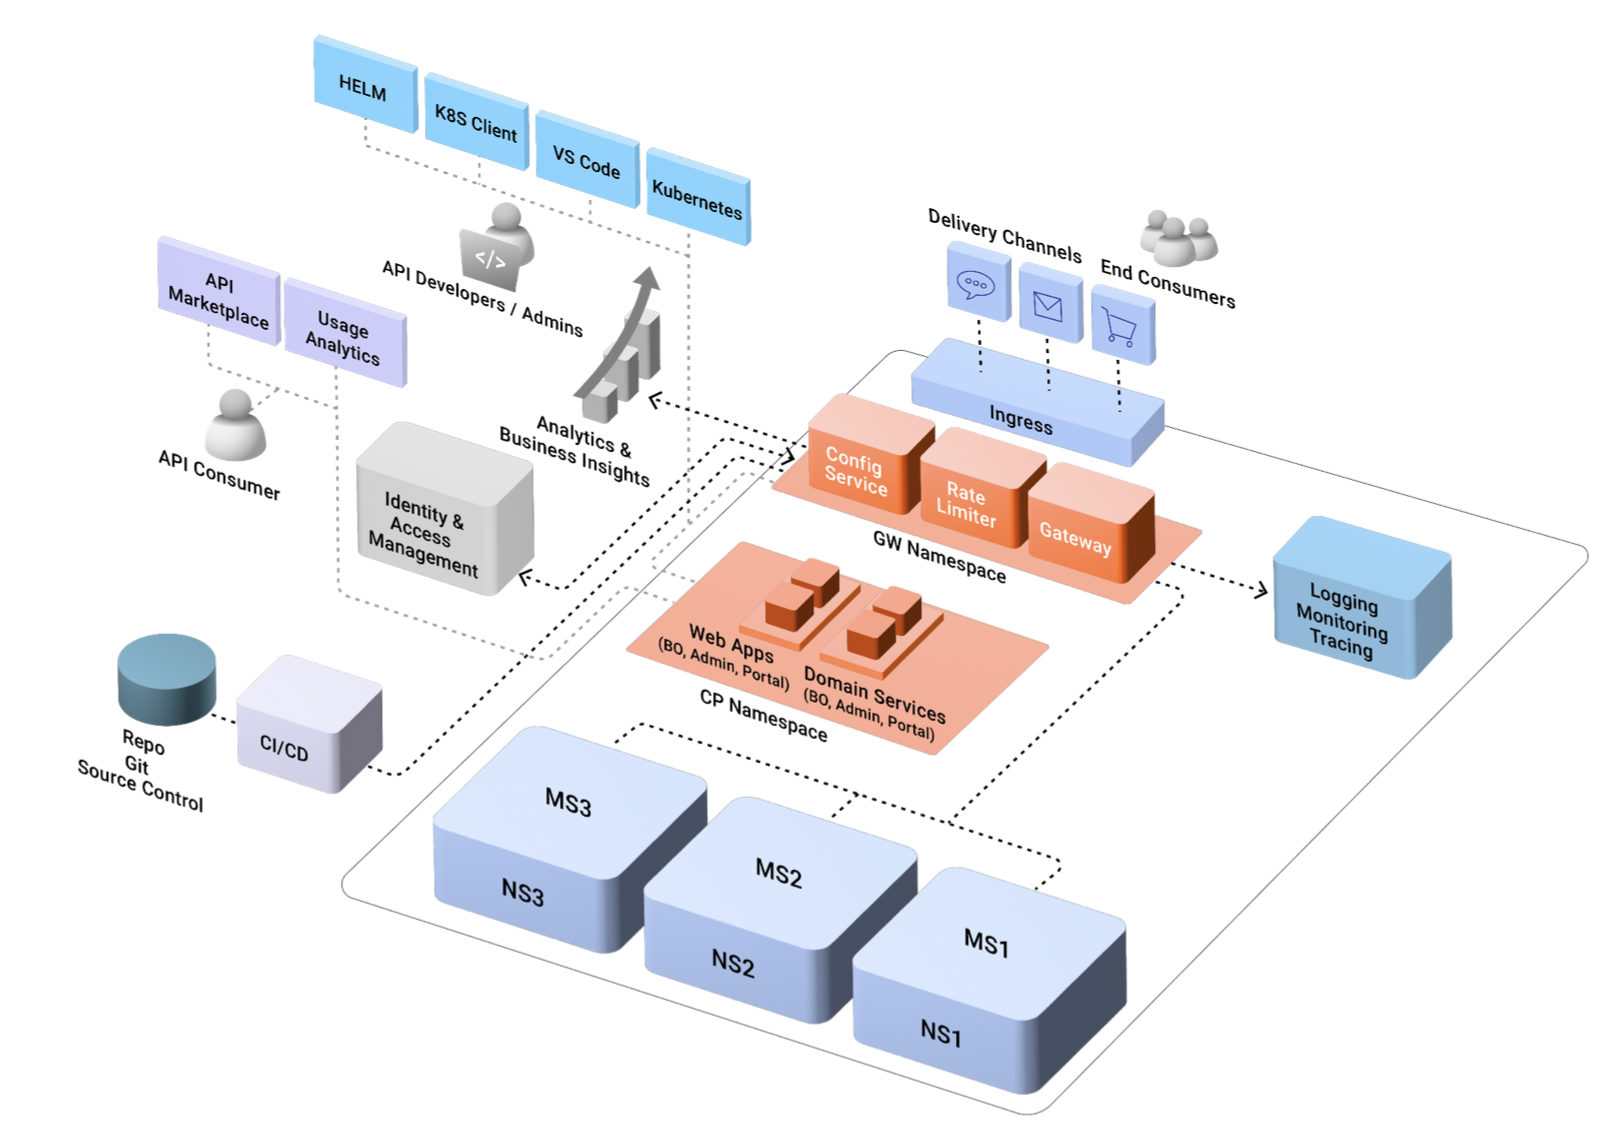 HELM
K8S Client
VS Code
Kubernetes
</>
API Developers / Admins
API
Marketplace
Usage
Analytics
API Consumer
Analytics &
Business Insights
Identity &
Access
Management
Delivery Channels
End Consumers
Ingress
Config
Service
Rate
Limiter
Gateway
GW Namespace
Logging
Monitoring
Tracing
Web Apps
(BO, Admin, Portal)
Domain Services
(BO, Admin, Portal)
CP Namespace
Repo
Git
Source Control
CI/CD
MS3
NS3
MS2
NS2
MS1
NS1